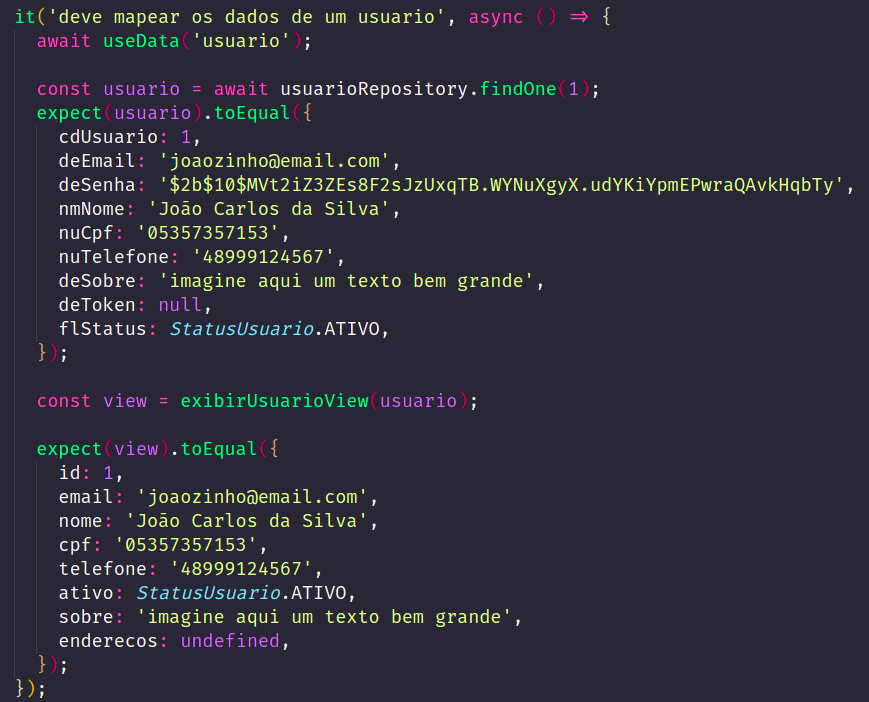 it('deve mapear os dados de um usuario', async () => {
await useData('usuario');
const usuario = await usuarioRepository.findOne(1);
expect(usuario).toEqual({
cdUsuario: 1,
deEmail: 'joaozinho@email.com',
deSenha: '$2b$10$MVt2iZ3ZEs8F2sJzUxqTB.WYNuXgyX.udYKiYpmEPwraQAvkHqbTy',
nmNome: 'João Carlos da Silva',
nuCpf: '05357357153',
nuTelefone: '48999124567',
deSobre: 'imagine aqui um texto bem grande',
deToken: null,
flStatus: StatusUsuario.ATIVO,
});
const view = exibirUsuarioView(usuario);
expect(view).toEqual({
id: 1,
email: 'joaozinho@email.com',
nome: 'João Carlos da Silva',
cpf: '05357357153',
telefone: '48999124567',
ativo: StatusUsuario.ATIVO,
sobre: 'imagine aqui um texto bem grande',
enderecos: undefined,
});
});